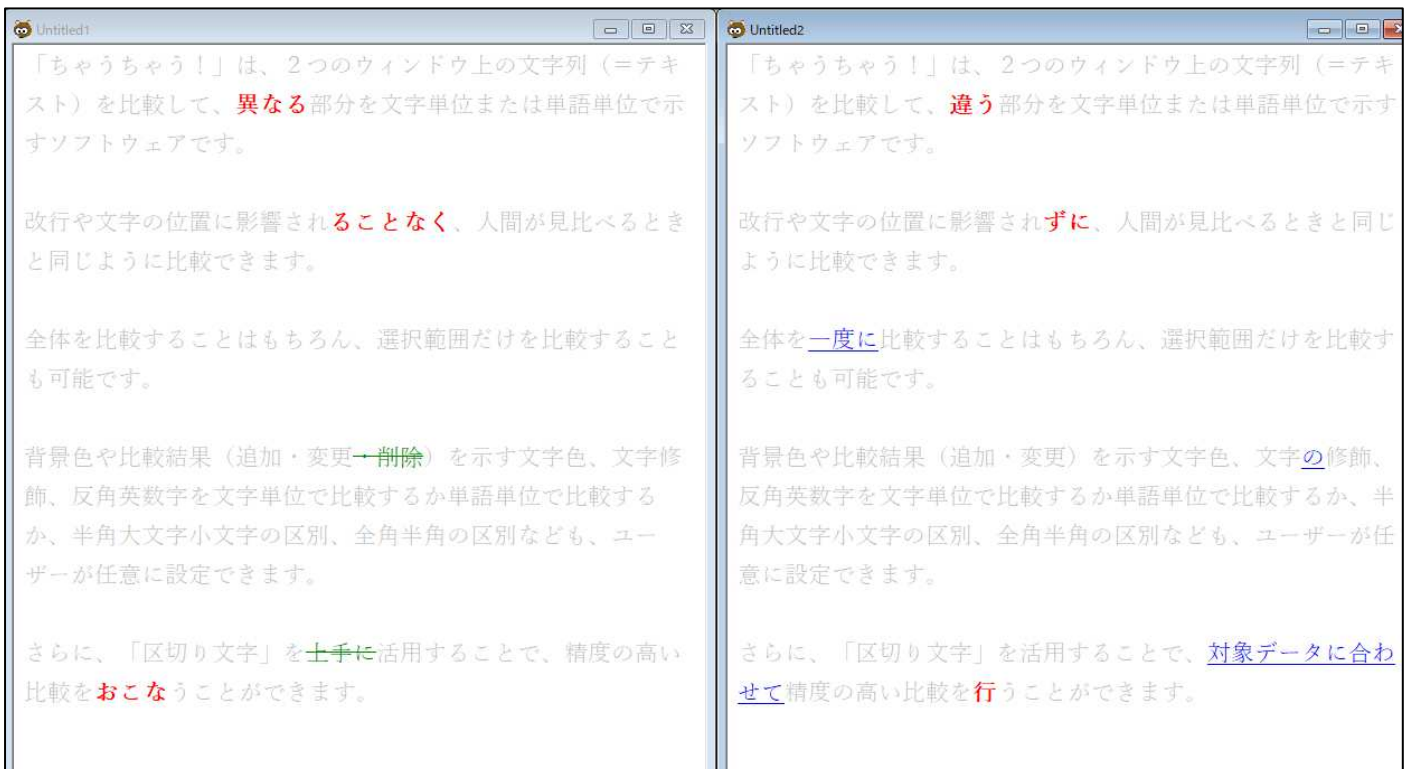 Untitled1
「ちゃうちゃう！」は、２つのウィンドウ上の文字列（＝テキ
スト）を比較して、異なる部分を文字単位または単語単位で示
すソフトウェアです。
改行や文字の位置に影響されることなく、人間が見比べるとき
と同じように比較できます。
全体を比較することはもちろん、選択範囲だけを比較すること
も可能です。
背景色や比較結果（追加・変更・削除）を示す文字色、文字修
飾、反角英数字を文字単位で比較するか単語単位で比較する
か、半角大文字小文字の区別、全角半角の区別なども、ユー
ザーが任意に設定できます。
さらに、「区切り文字」を上手に活用することで、精度の高い
比較をおこなうことができます。
Untitled2
「ちゃうちゃう！」は、２つのウィンドウ上の文字列（＝テキ
スト）を比較して、違う部分を文字単位または単語単位で示す
ソフトウェアです。
改行や文字の位置に影響されずに、人間が見比べるときと同じ
ように比較できます。
全体を一度に比較することはもちろん、選択範囲だけを比較す
ることも可能です。
背景色や比較結果（追加・変更）を示す文字色、文字の修飾、
反角英数字を文字単位で比較するか単語単位で比較するか、半
角大文字小文字の区別、全角半角の区別なども、ユーザーが任
意に設定できます。
さらに、「区切り文字」を活用することで、対象データに合わ
せて精度の高い比較を行うことができます。